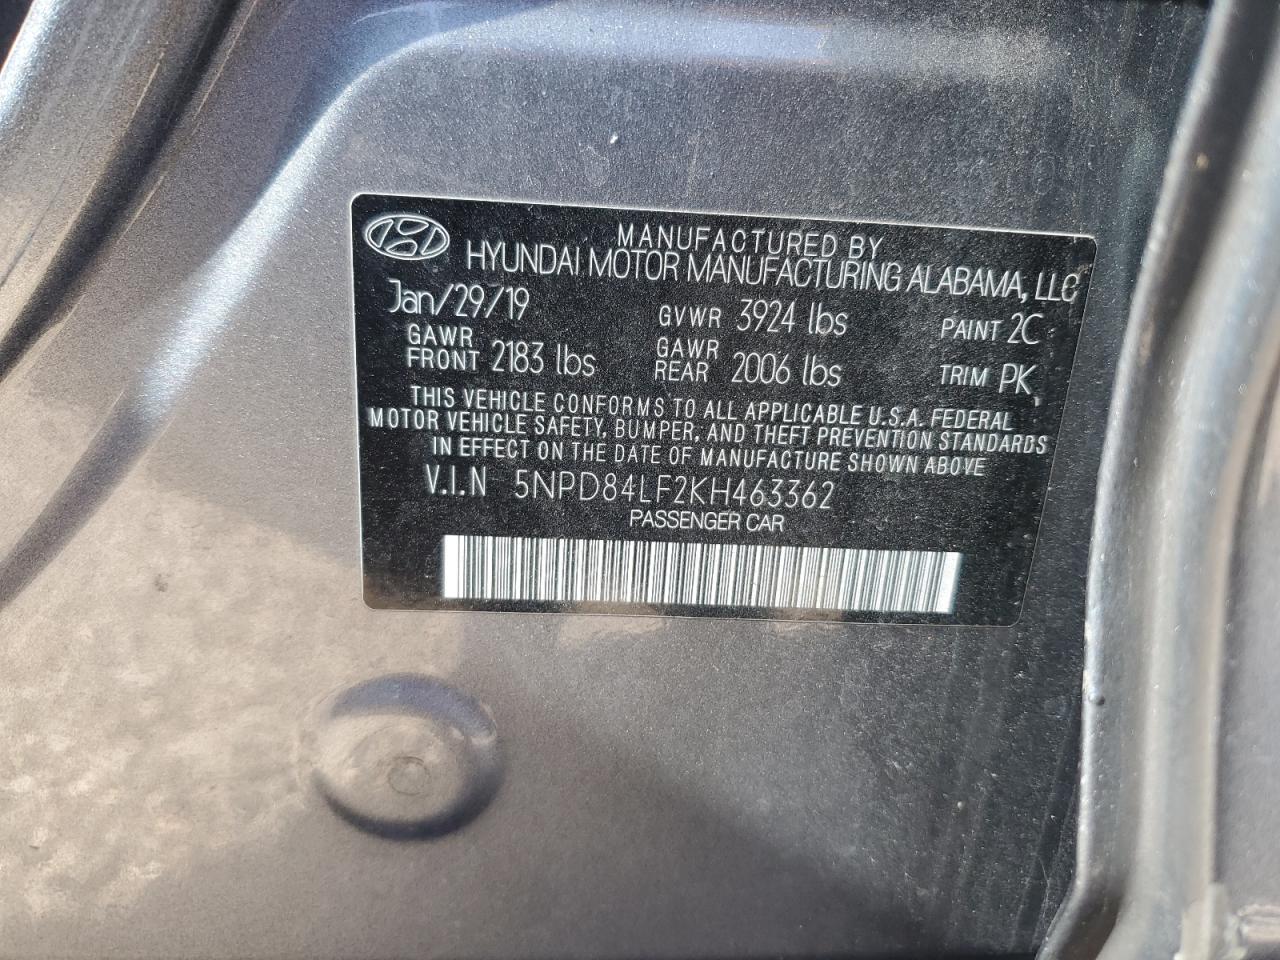 MANUFACTURED BY
HYUNDAI MOTOR MANUFACTURING ALABAMA, LLC
Jan/29/19 GVWR 3924 lbs PAINT 2C
GAWR FRONT 2183 lbs GAWR REAR 2006 lbs TRIM PK
THIS VEHICLE CONFORMS TO ALL APPLICABLE U.S.A. FEDERAL
MOTOR VEHICLE SAFETY, BUMPER, AND THEFT PREVENTION STANDARDS
IN EFFECT ON THE DATE OF MANUFACTURE SHOWN ABOVE
V.I.N 5NPD84LF2KH463362
PASSENGER CAR